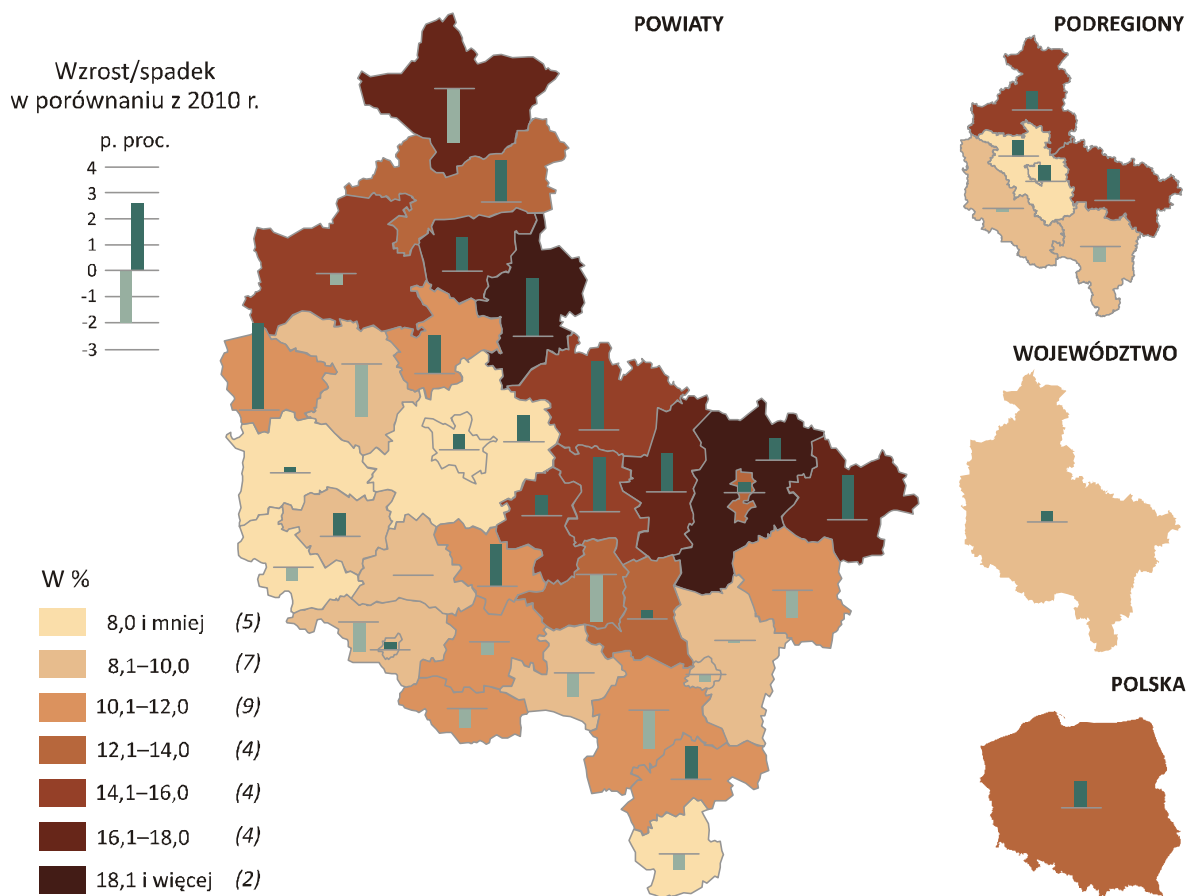 POWIATY
PODREGIONY
Wzrost/spadek
w porównaniu z 2010 r.
p. proc.
4
3
2
1
0
-1
-2
-3
WOJEWÓDZTWO
POLSKA
W %
8,0 i mniej (5)
8,1–10,0 (7)
10,1–12,0 (9)
12,1–14,0 (4)
14,1–16,0 (4)
16,1–18,0 (4)
18,1 i więcej (2)